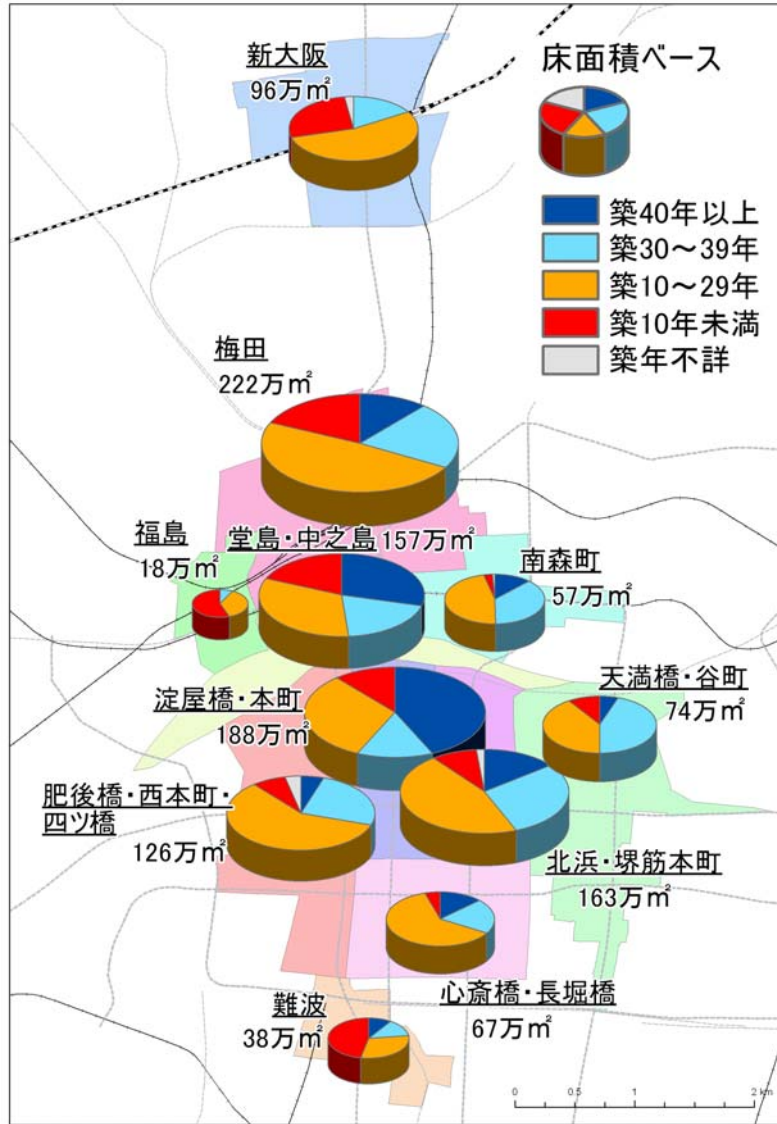 新大阪
96万㎡
床面積ベース
築40年以上
築30～39年
築10～29年
築10年未満
築年不詳
梅田
222万㎡
福島
18万㎡
堂島・中之島 157万㎡
南森町
57万㎡
天満橋・谷町
74万㎡
淀屋橋・本町
188万㎡
肥後橋・西本町・
四ツ橋
126万㎡
北浜・堺筋本町
163万㎡
心斎橋・長堀橋
67万㎡
難波
38万㎡
0 0.5 1 2 km